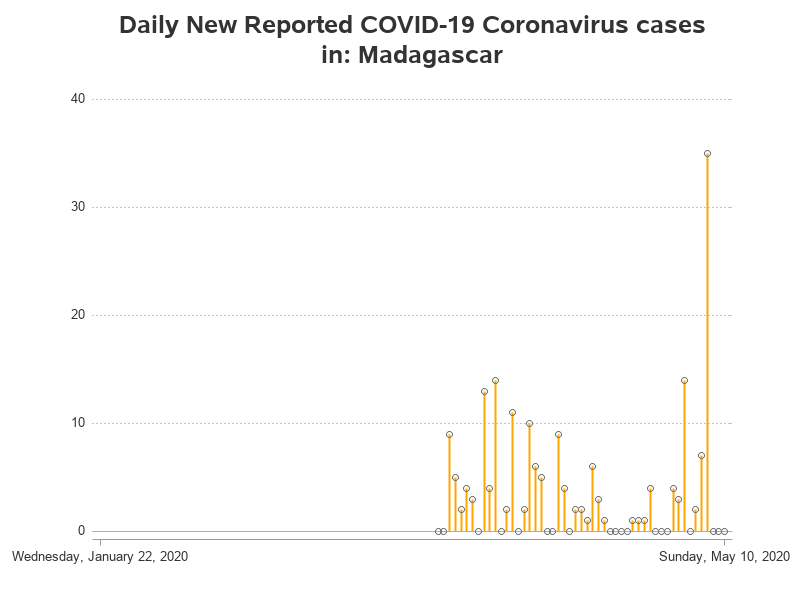 Daily New Reported COVID-19 Coronavirus cases
in: Madagascar
40
30
20
10
0
Wednesday, January 22, 2020
Sunday, May 10, 2020